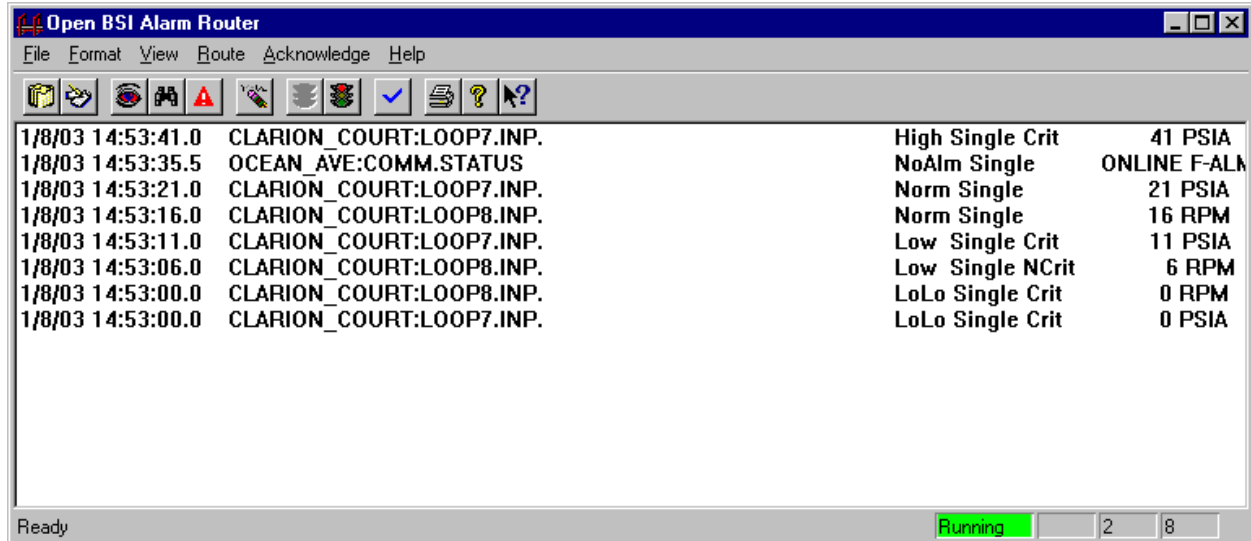 Open BSI Alarm Router
File Format View Route Acknowledge Help
1/8/03 14:53:41.0 CLARION_COURT:LOOP7.INP. High Single Crit 41 PSIA
1/8/03 14:53:35.5 OCEAN_AVE:COMM.STATUS NoAlm Single ONLINE F-ALM
1/8/03 14:53:21.0 CLARION_COURT:LOOP7.INP. Norm Single 21 PSIA
1/8/03 14:53:16.0 CLARION_COURT:LOOP8.INP. Norm Single 16 RPM
1/8/03 14:53:11.0 CLARION_COURT:LOOP7.INP. Low Single Crit 11 PSIA
1/8/03 14:53:06.0 CLARION_COURT:LOOP8.INP. Low Single NCrit 6 RPM
1/8/03 14:53:00.0 CLARION_COURT:LOOP8.INP. LoLo Single Crit 0 RPM
1/8/03 14:53:00.0 CLARION_COURT:LOOP7.INP. LoLo Single Crit 0 PSIA
Ready Running 2 8